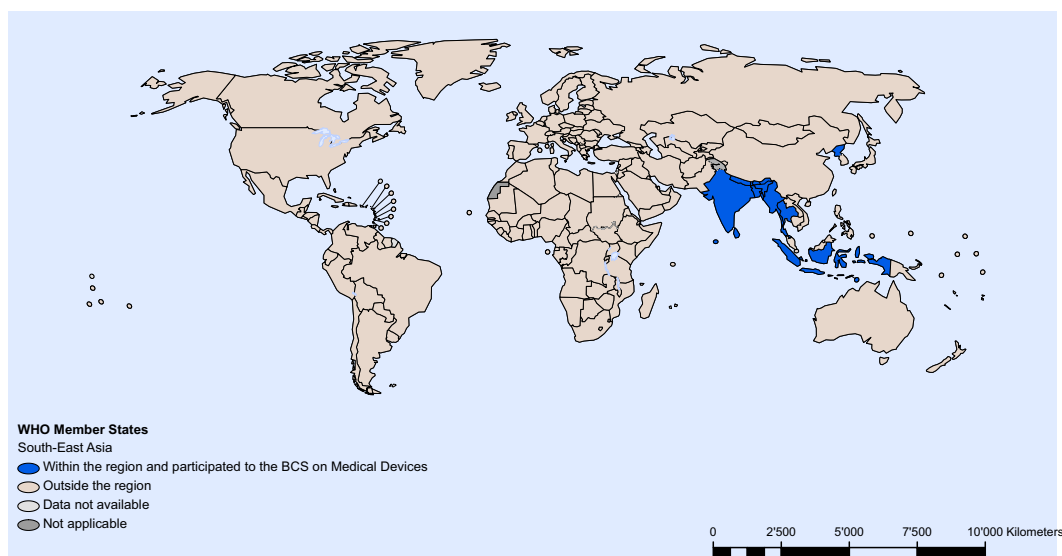 WHO Member States
South-East Asia
Within the region and participated to the BCS on Medical Devices
Outside the region
Data not available
Not applicable
0 2'500 5'000 7'500 10'000 Kilometers